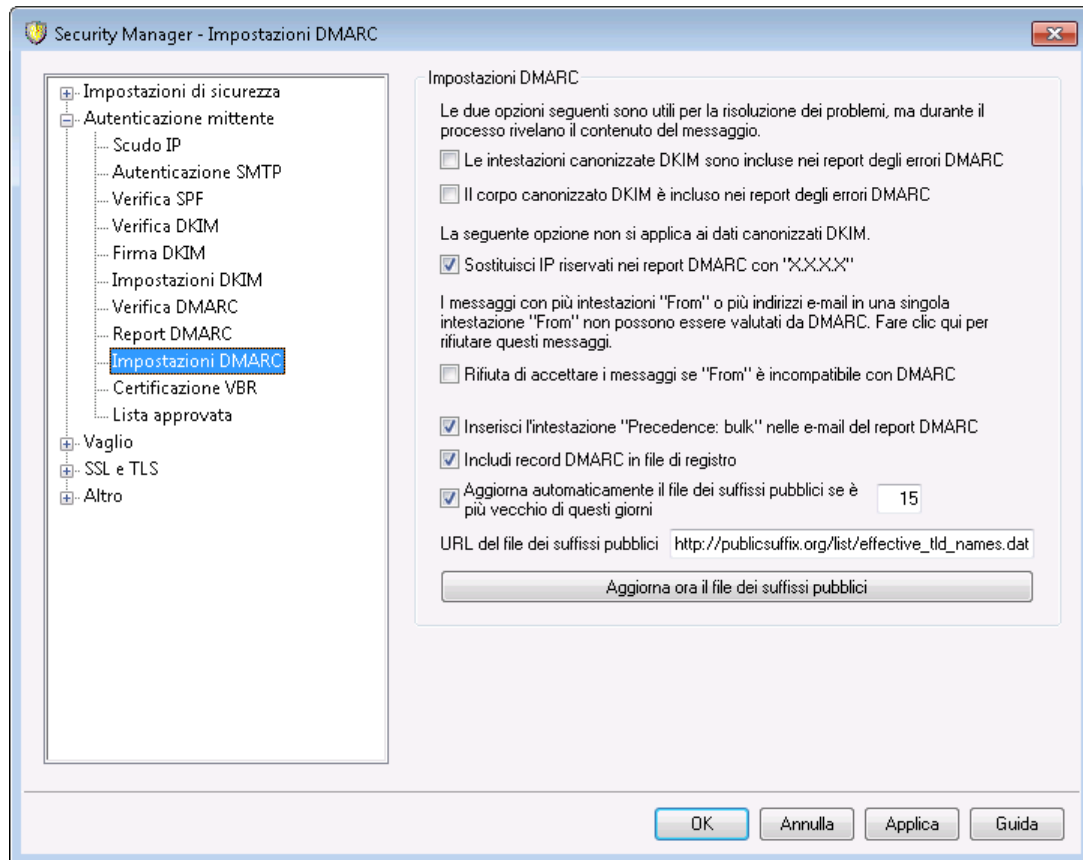 Security Manager - Impostazioni DMARC
Impostazioni di sicurezza
Autenticazione mittente
Scudo IP
Autenticazione SMTP
Verifica SPF
Verifica DKIM
Firma DKIM
Impostazioni DKIM
Verifica DMARC
Report DMARC
Impostazioni DMARC
Certificazione VBR
Lista approvata
Vaglio
SSL e TLS
Altro
Impostazioni DMARC
Le due opzioni seguenti sono utili per la risoluzione dei problemi, ma durante il
processo rivelano il contenuto del messaggio.
Le intestazioni canonizzate DKIM sono incluse nei report degli errori DMARC
Il corpo canonizzato DKIM è incluso nei report degli errori DMARC
La seguente opzione non si applica ai dati canonizzati DKIM.
Sostituisci IP riservati nei report DMARC con "X.X.X.X"
I messaggi con più intestazioni "From" o più indirizzi e-mail in una singola
intestazione "From" non possono essere valutati da DMARC. Fare clic qui per
rifiutare questi messaggi.
Rifiuta di accettare i messaggi se "From" è incompatibile con DMARC
Inserisci l'intestazione "Precedence: bulk" nelle e-mail del report DMARC
Includi record DMARC in file di registro
Aggiorna automaticamente il file dei suffissi pubblici se è
più vecchio di questi giorni
15
URL del file dei suffissi pubblici http://publicsuffix.org/list/effective_tld_names.dat
Aggiorna ora il file dei suffissi pubblici
OK Annulla Applica Guida